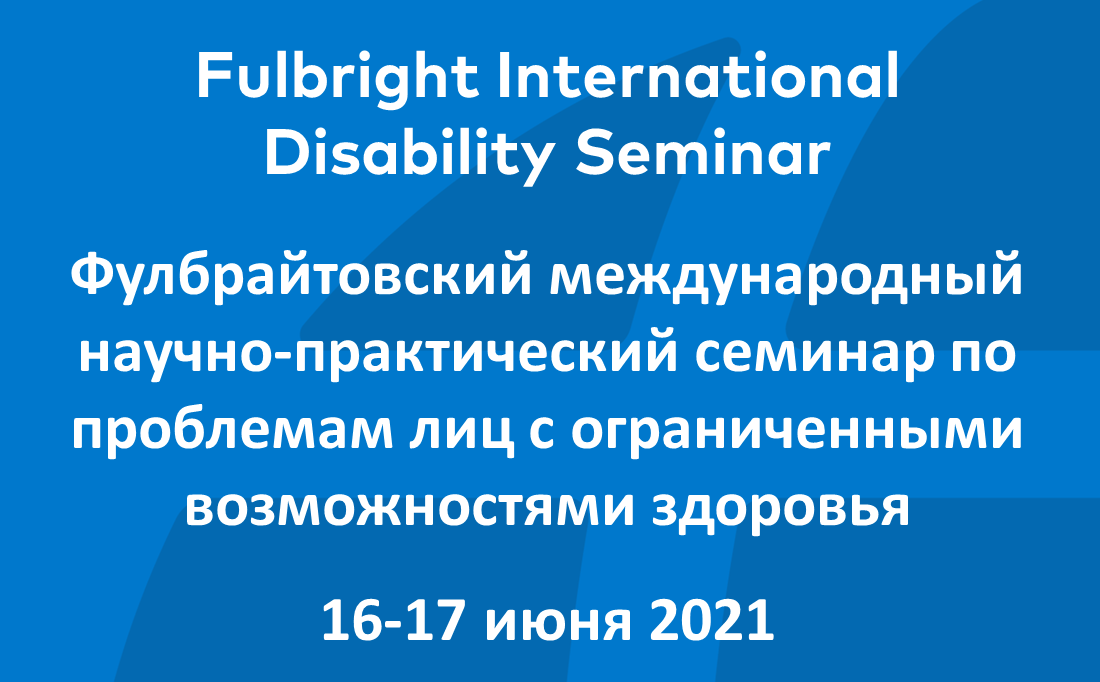 Fulbright International
Disability Seminar
Фулбрайтовский международный
научно-практический семинар по
проблемам лиц с ограниченными
возможностями здоровья
16-17 июня 2021